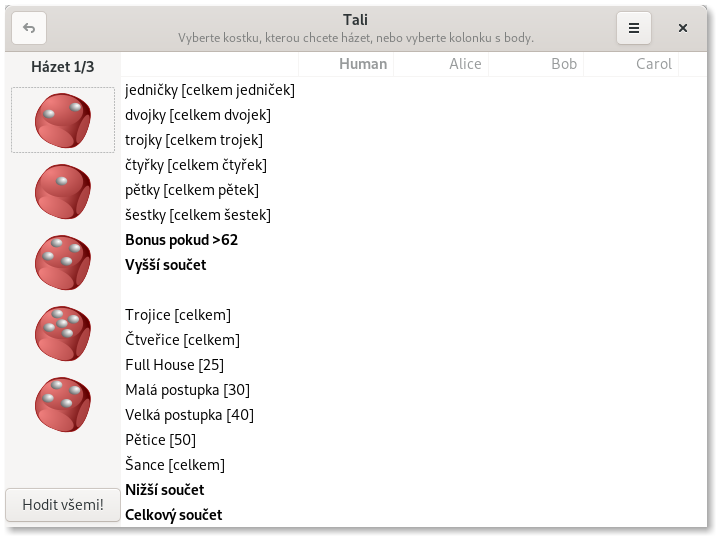 Tali
Vyberte kostku, kterou chcete házet, nebo vyberte kolonku s body.
Házet 1/3
Human Alice Bob Carol
jedničky [celkem jedniček]
dvojky [celkem dvojek]
trojky [celkem trojek]
čtyřky [celkem čtyřek]
pětky [celkem pětek]
šestky [celkem šestek]
Bonus pokud >62
Vyšší součet
Trojice [celkem]
Čtveřice [celkem]
Full House [25]
Malá postupka [30]
Velká postupka [40]
Pětice [50]
Šance [celkem]
Nižší součet
Celkový součet
Hodit všemi!